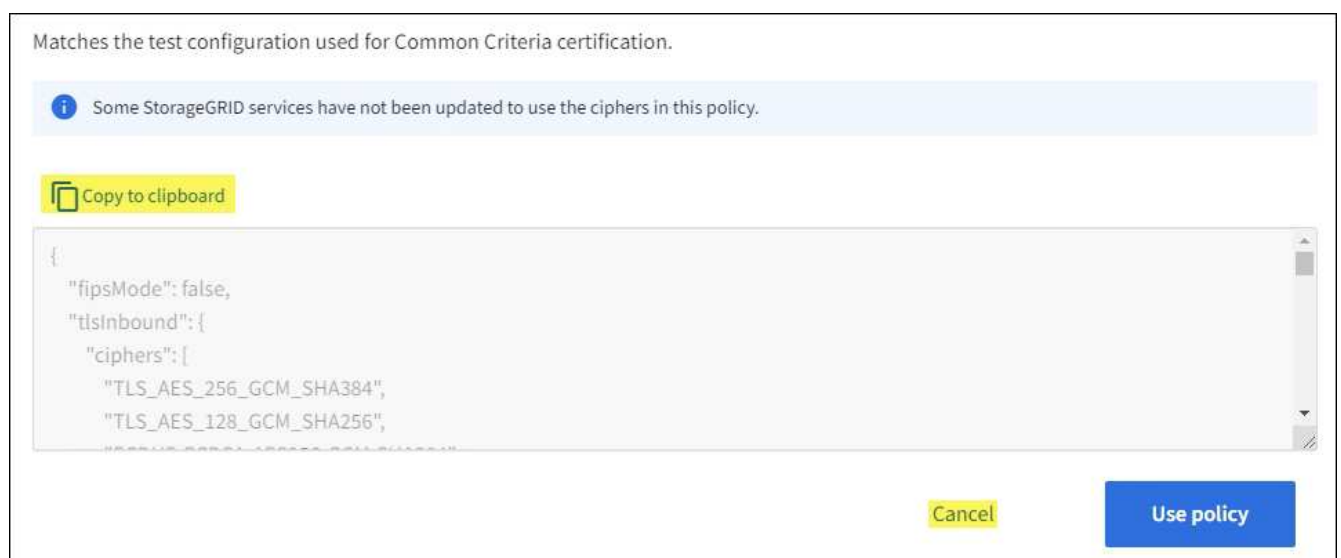 Matches the test configuration used for Common Criteria certification.
Some StorageGRID services have not been updated to use the ciphers in this policy.
Copy to clipboard
{
"fipsMode": false,
"tlsInbound": {
"ciphers": [
"TLS_AES_256_GCM_SHA384",
"TLS_AES_128_GCM_SHA256",
Cancel
Use policy